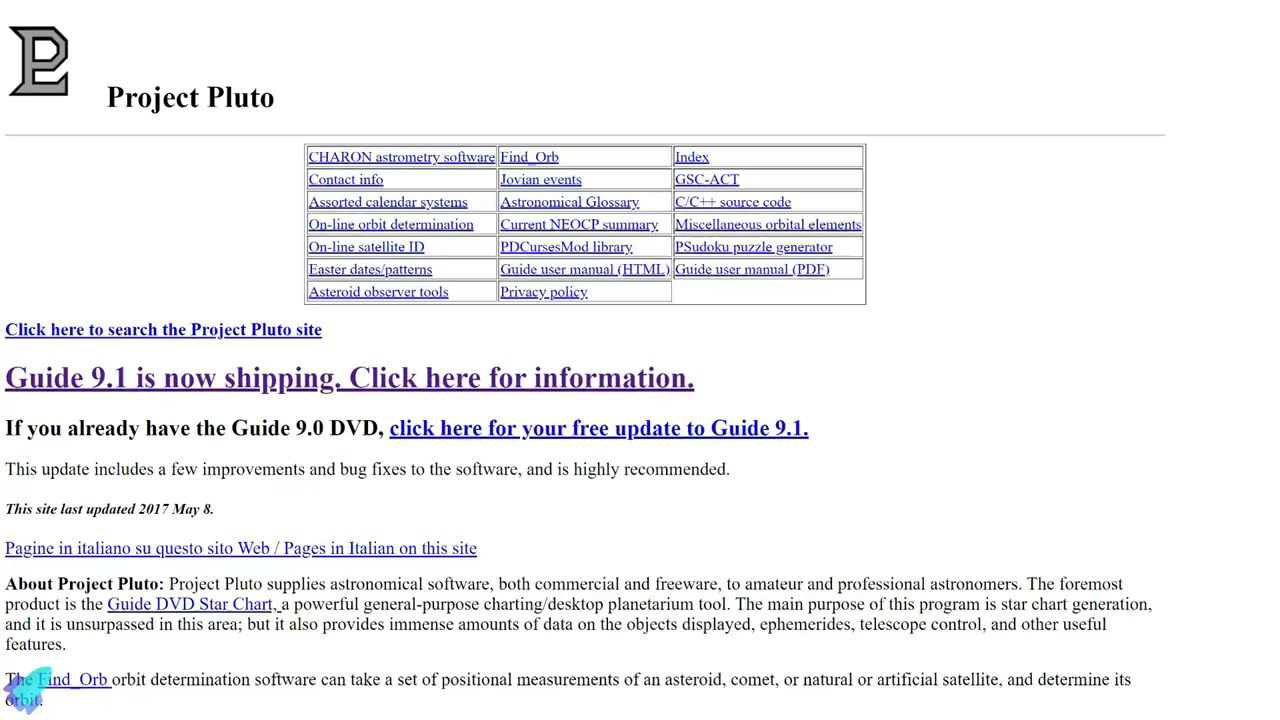 Project Pluto
CHARON astrometry software Find_Orb Index
Contact info Jovian events GSC-ACT
Assorted calendar systems Astronomical Glossary C/C++ source code
On-line orbit determination Current NEOCP summary Miscellaneous orbital elements
On-line satellite ID PDCursesMod library PSudoku puzzle generator
Easter dates/patterns Guide user manual (HTML) Guide user manual (PDF)
Asteroid observer tools Privacy policy
Click here to search the Project Pluto site
Guide 9.1 is now shipping. Click here for information.
If you already have the Guide 9.0 DVD, click here for your free update to Guide 9.1.
This update includes a few improvements and bug fixes to the software, and is highly recommended.
This site last updated 2017 May 8.
Pagine in italiano su questo sito Web / Pages in Italian on this site
About Project Pluto: Project Pluto supplies astronomical software, both commercial and freeware, to amateur and professional astronomers. The foremost
product is the Guide DVD Star Chart, a powerful general-purpose charting/desktop planetarium tool. The main purpose of this program is star chart generation,
and it is unsurpassed in this area; but it also provides immense amounts of data on the objects displayed, ephemerides, telescope control, and other useful
features.
The Find_Orb orbit determination software can take a set of positional measurements of an asteroid, comet, or natural or artificial satellite, and determine its
orbit.